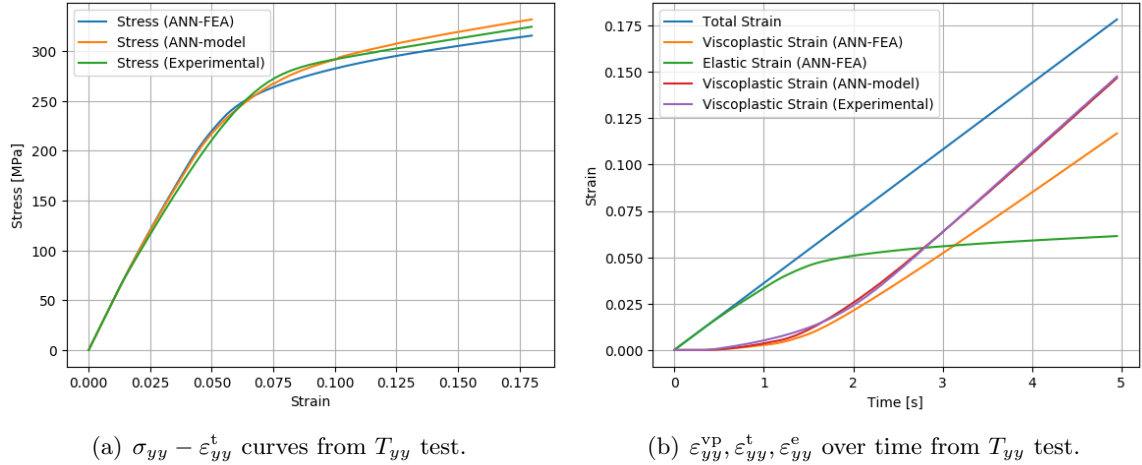 Stress (ANN-FEA)
Stress (ANN-model
Stress (Experimental)
300
250
200
150
100
50
0
Stress [MPa]
0.000 0.025 0.050 0.075 0.100 0.125 0.150 0.175
Strain
(a) σyy − εᵗyy curves from Tyy test.
Total Strain
Viscoplastic Strain (ANN-FEA)
Elastic Strain (ANN-FEA)
Viscoplastic Strain (ANN-model)
Viscoplastic Strain (Experimental)
0.175
0.150
0.125
0.100
0.075
0.050
0.025
0.000
Strain
0 1 2 3 4 5
Time [s]
(b) εᵛᵖyy, εᵗyy, εᵉyy over time from Tyy test.